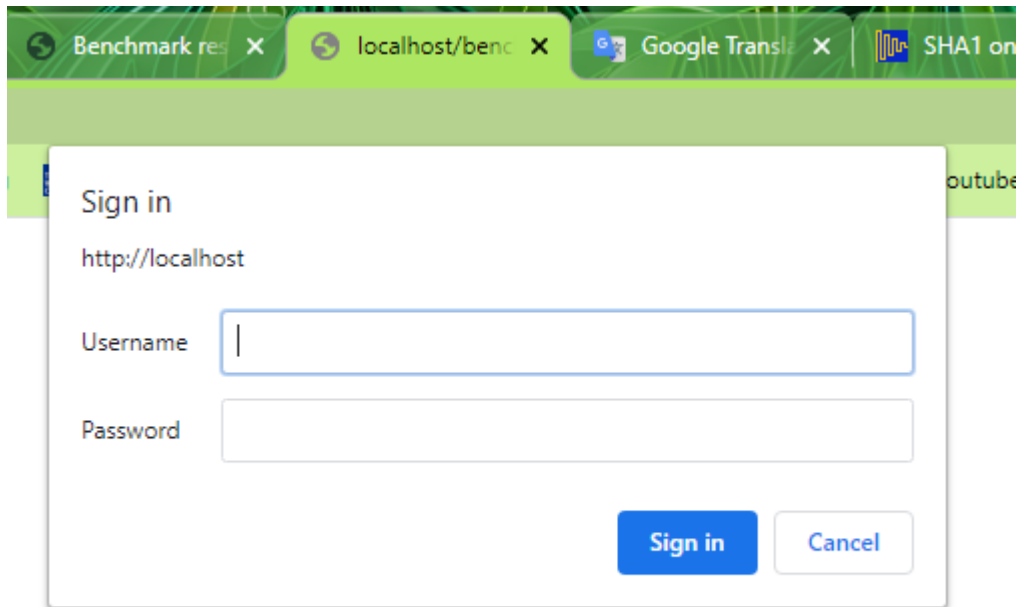 Benchmark res localhost/benc Google Transla SHA1 on
outube
Sign in
http://localhost
Username
Password
Sign in Cancel